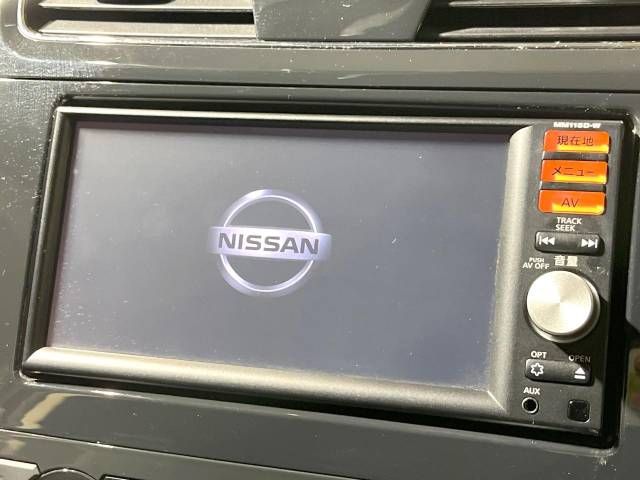 MM115D-W
現在地
メニュー
AV
TRACK
SEEK
音量
PUSH
AV OFF
NISSAN
OPT
OPEN
AUX